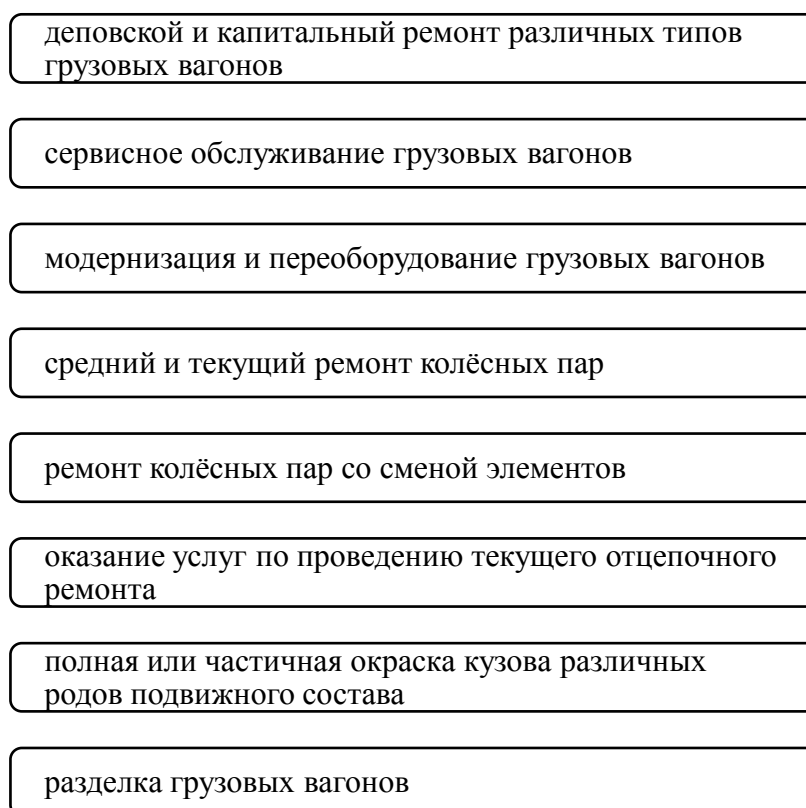 деповской и капитальный ремонт различных типов
грузовых вагонов
сервисное обслуживание грузовых вагонов
модернизация и переоборудование грузовых вагонов
средний и текущий ремонт колёсных пар
ремонт колёсных пар со сменой элементов
оказание услуг по проведению текущего отцепочного
ремонта
полная или частичная окраска кузова различных
родов подвижного состава
разделка грузовых вагонов